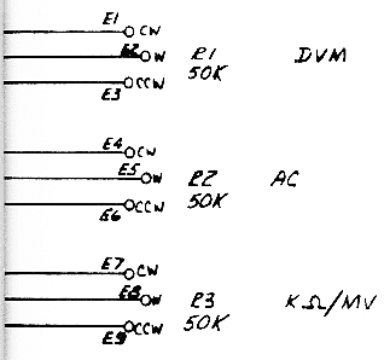 E1 CW
E2 W R1 DVM
E3 CCW 50K
E4 CW
E5 W R2 AC
E6 CCW 50K
E7 CW
E8 W R3 KΩ/MV
E9 CCW 50K